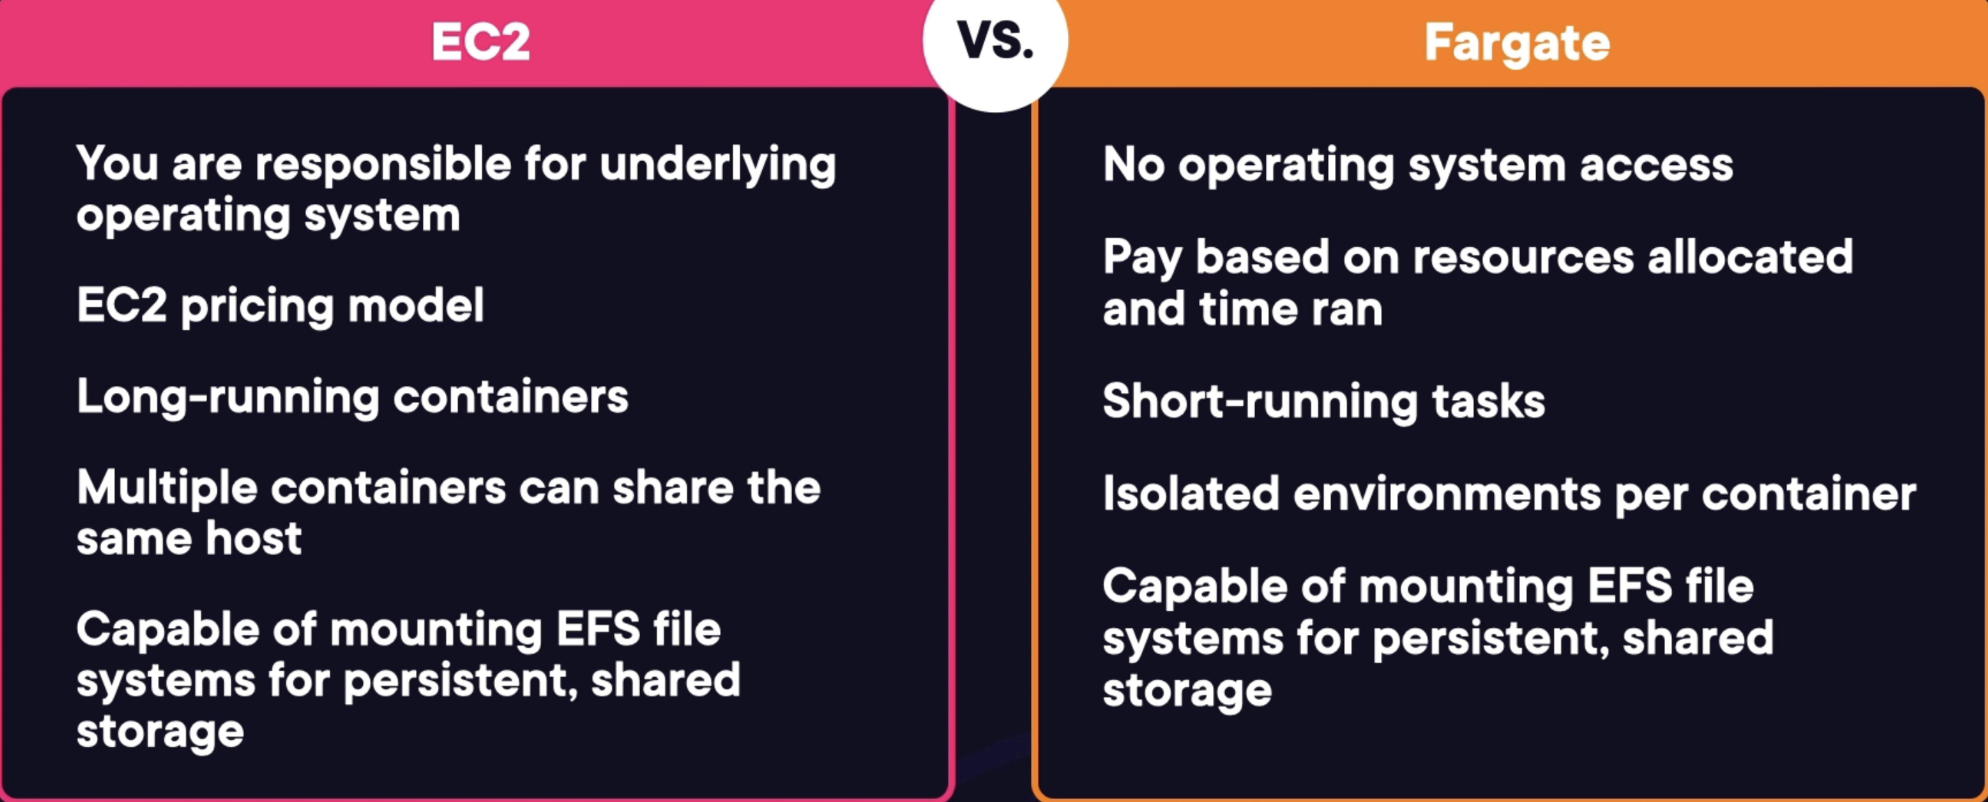 EC2
VS.
Fargate
You are responsible for underlying
operating system
EC2 pricing model
Long-running containers
Multiple containers can share the
same host
Capable of mounting EFS file
systems for persistent, shared
storage
No operating system access
Pay based on resources allocated
and time ran
Short-running tasks
Isolated environments per container
Capable of mounting EFS file
systems for persistent, shared
storage